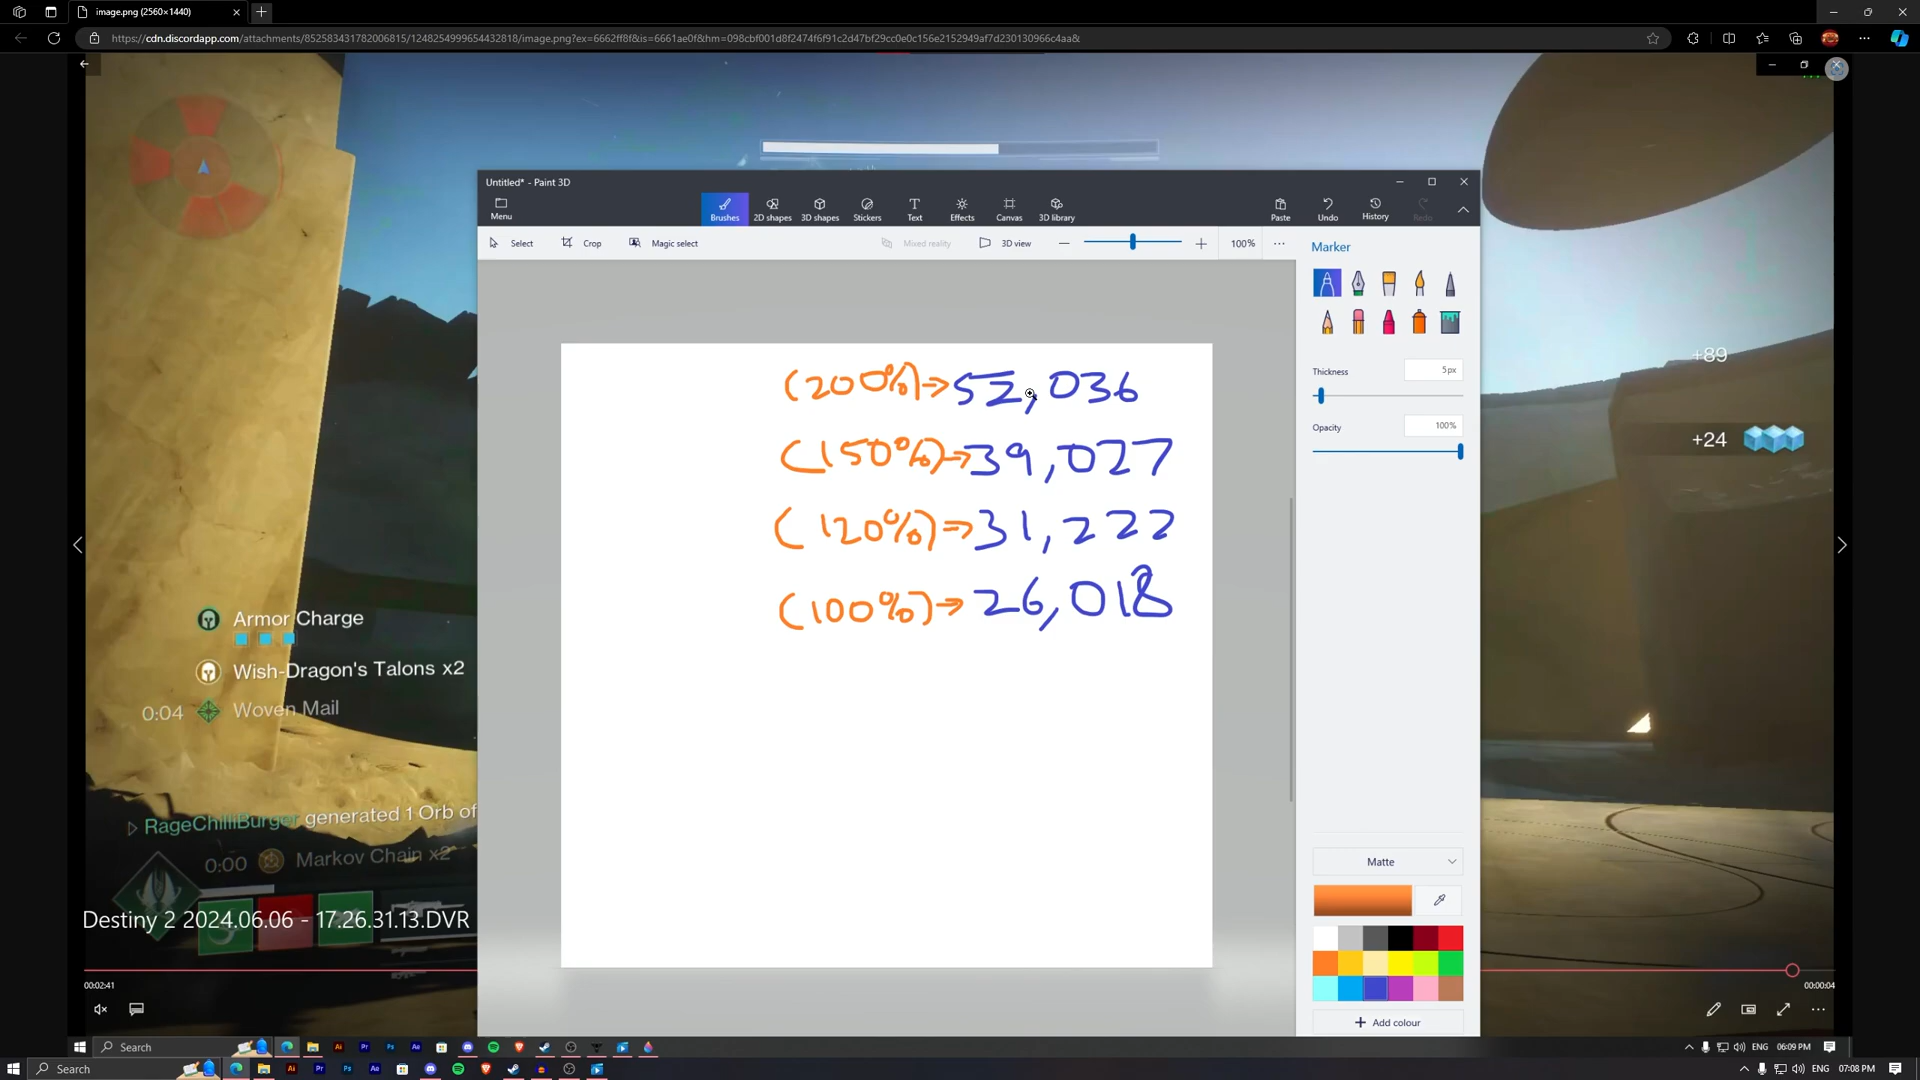 image.png (2560×1440)
https://cdn.discordapp.com/attachments/852583431782006815/1248254999654432818/image.png?ex=6662ff8f&is=6661ae0f&hm=098cbf001d8f2474f6f91c2d47bf29cc0e0c156e2152949af7d230130966c4aa&
Untitled* - Paint 3D
Menu
Brushes
2D shapes
3D shapes
Stickers
Text
Effects
Canvas
3D library
Paste
Undo
History
Redo
Select
Crop
Magic select
Mixed reality
3D view
100%
Marker
Thickness
5px
Opacity
100%
(200%)→52,036
(150%)→39,027
(120%)→31,222
(100%)→26,018
+89
+24
Armor Charge
Wish-Dragon's Talons x2
0:04 Woven Mail
RageChilliBurger generated 1 Orb of
0:00 Markov Chain x2
Destiny 2 2024.06.06 - 17.26.31.13.DVR
Matte
Add colour
00:02:41
00:00:04
Search
ENG
06:09 PM
Search
ENG
07:08 PM